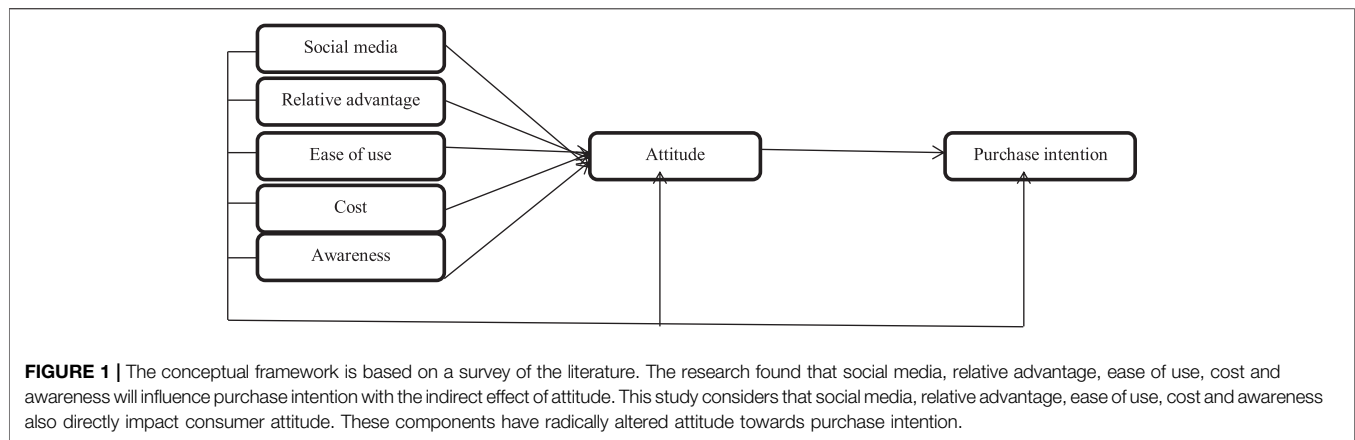 Social media
Relative advantage
Ease of use
Attitude
Purchase intention
Cost
Awareness
FIGURE 1 | The conceptual framework is based on a survey of the literature. The research found that social media, relative advantage, ease of use, cost and
awareness will influence purchase intention with the indirect effect of attitude. This study considers that social media, relative advantage, ease of use, cost and awareness
also directly impact consumer attitude. These components have radically altered attitude towards purchase intention.